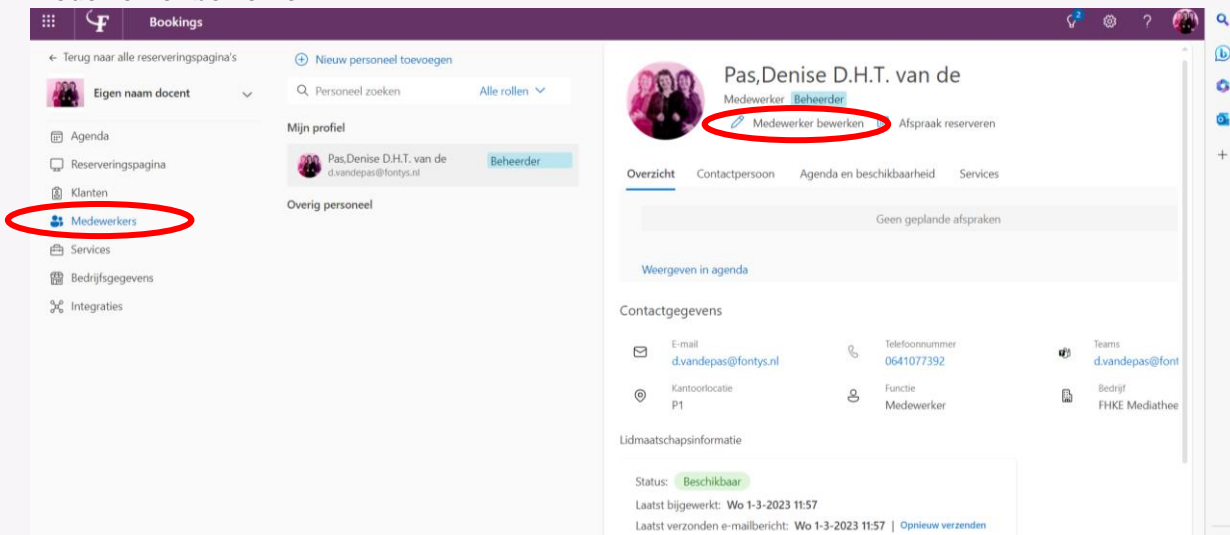 Bookings
2
?
← Terug naar alle reserveringspagina's
Eigen naam docent
Agenda
Reserveringspagina
Klanten
Medewerkers
Services
Bedrijfsgegevens
Integraties
Nieuw personeel toevoegen
Personeel zoeken Alle rollen
Mijn profiel
Pas,Denise D.H.T. van de Beheerder
d.vandepas@fontys.nl
Overig personeel
Pas,Denise D.H.T. van de
Medewerker Beheerder
Medewerker bewerken Afspraak reserveren
Overzicht Contactpersoon Agenda en beschikbaarheid Services
Geen geplande afspraken
Weergeven in agenda
Contactgegevens
E-mail Telefoonnummer Teams
d.vandepas@fontys.nl 0641077392 d.vandepas@font
Kantoorlocatie Functie Bedrijf
P1 Medewerker FHKE Mediathee
Lidmaatschapsinformatie
Status: Beschikbaar
Laatst bijgewerkt: Wo 1-3-2023 11:57
Laatst verzonden e-mailbericht: Wo 1-3-2023 11:57 | Opnieuw verzenden